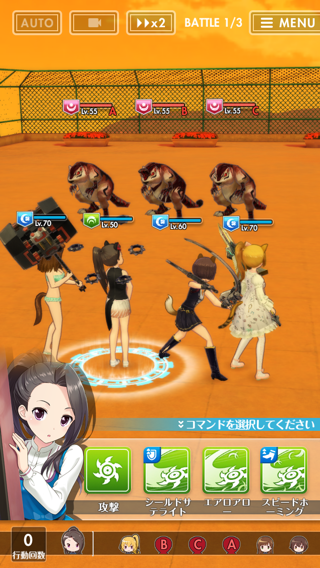 AUTO
×2
BATTLE 1/3
MENU
Lv.55 A
Lv.55 B
Lv.55 C
Lv.70
Lv.50
Lv.60
Lv.70
コマンドを選択してください
攻撃
シールドサテライト
エアロアロー
スピードホーミング
0
行動回数
B
C
A